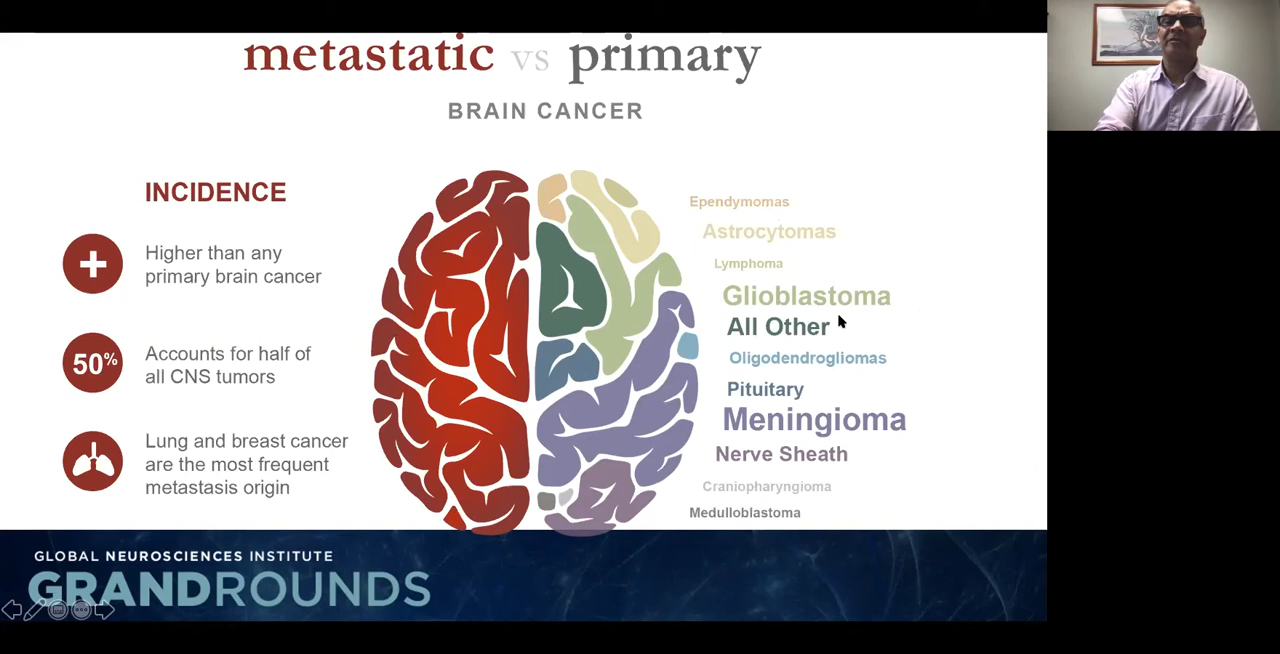 metastatic vs primary
BRAIN CANCER
INCIDENCE
Higher than any
primary brain cancer
50%
Accounts for half of
all CNS tumors
Lung and breast cancer
are the most frequent
metastasis origin
Ependymomas
Astrocytomas
Lymphoma
Glioblastoma
All Other
Oligodendrogliomas
Pituitary
Meningioma
Nerve Sheath
Craniopharyngioma
Medulloblastoma
GLOBAL NEUROSCIENCES INSTITUTE
GRANDROUNDS